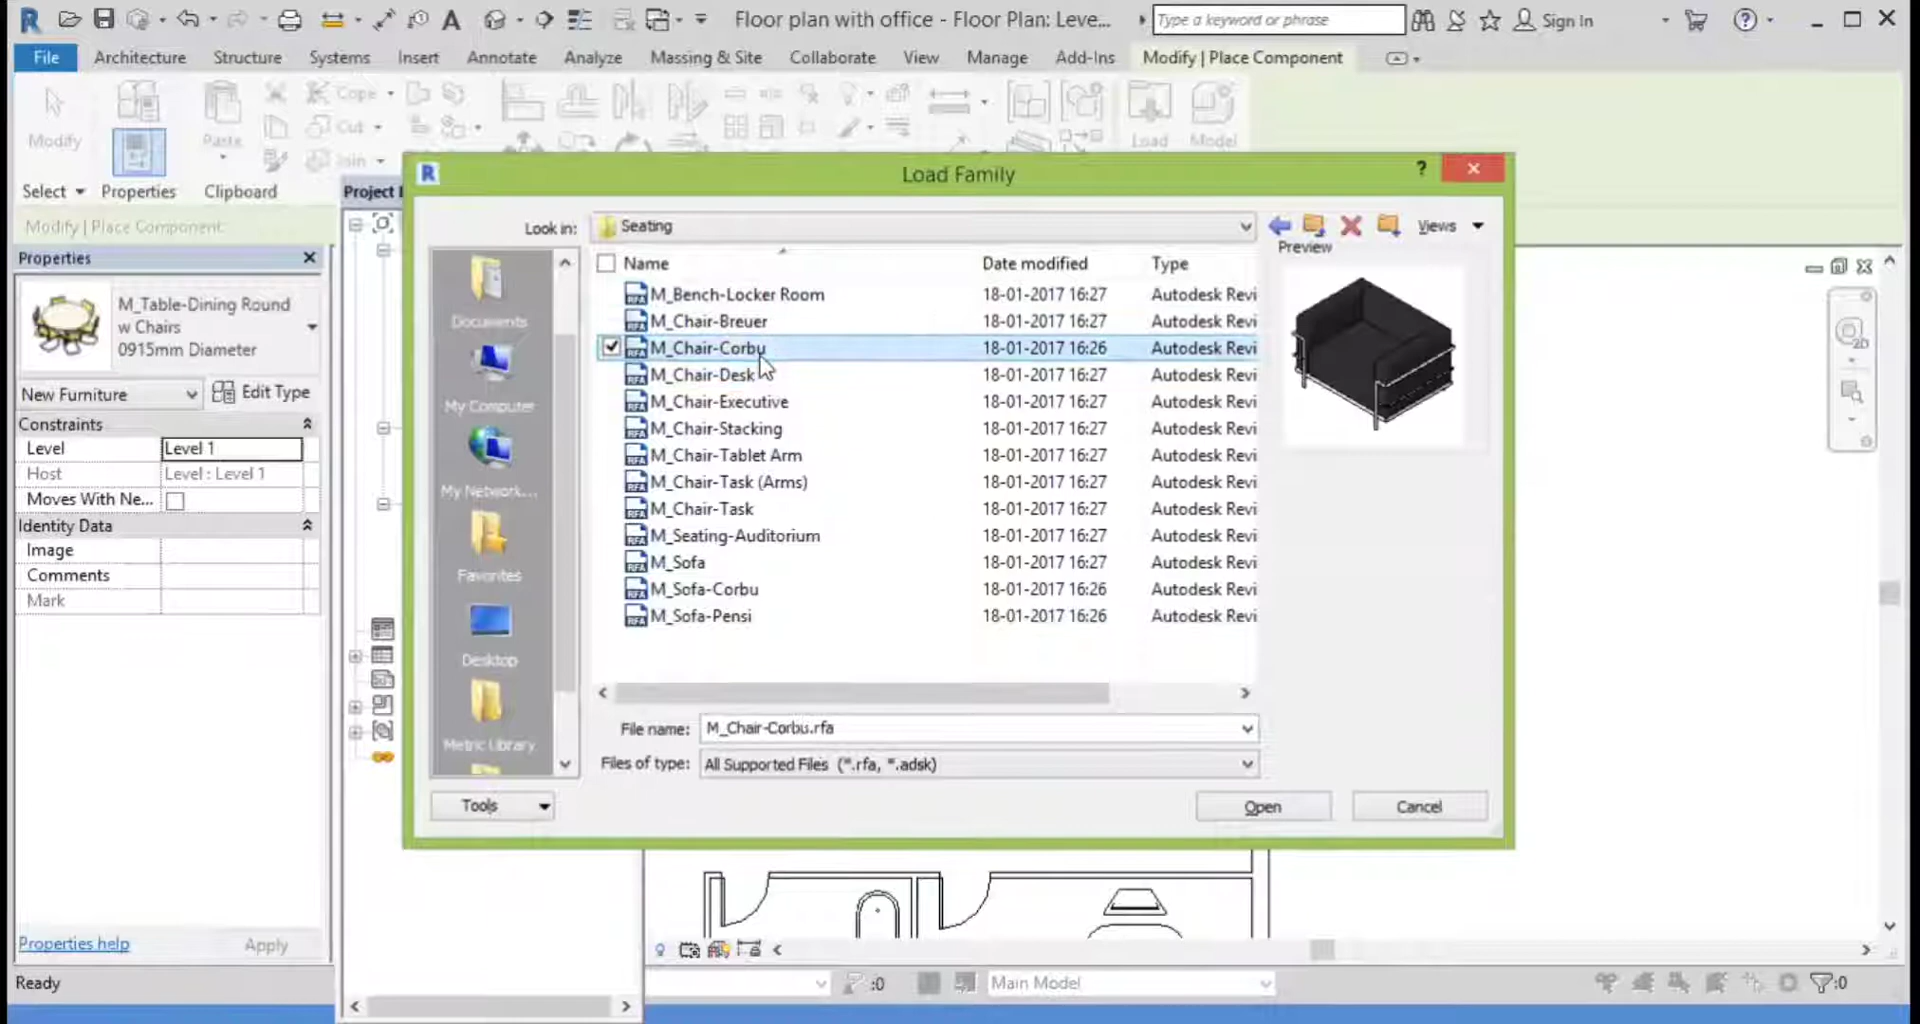 Floor plan with office - Floor Plan: Leve...
Type a keyword or phrase
Sign In
File Architecture Structure Systems Insert Annotate Analyze Massing & Site Collaborate View Manage Add-Ins Modify | Place Component
Modify
Paste
Cope
Cut
Join
Load
Model
Select Properties Clipboard
Modify | Place Component
Project
Properties
M_Table-Dining Round
w Chairs
0915mm Diameter
New Furniture Edit Type
Constraints
Level Level 1
Host Level : Level 1
Moves With Ne...
Identity Data
Image
Comments
Mark
Properties help Apply
Load Family
?
Look in: Seating Views
Preview
Documents
My Computer
My Network...
Favorites
Desktop
Metric Library
Name Date modified Type
M_Bench-Locker Room 18-01-2017 16:27 Autodesk Revi
M_Chair-Breuer 18-01-2017 16:27 Autodesk Revi
M_Chair-Corbu 18-01-2017 16:26 Autodesk Revi
M_Chair-Desk 18-01-2017 16:27 Autodesk Revi
M_Chair-Executive 18-01-2017 16:27 Autodesk Revi
M_Chair-Stacking 18-01-2017 16:27 Autodesk Revi
M_Chair-Tablet Arm 18-01-2017 16:27 Autodesk Revi
M_Chair-Task (Arms) 18-01-2017 16:27 Autodesk Revi
M_Chair-Task 18-01-2017 16:27 Autodesk Revi
M_Seating-Auditorium 18-01-2017 16:27 Autodesk Revi
M_Sofa 18-01-2017 16:27 Autodesk Revi
M_Sofa-Corbu 18-01-2017 16:26 Autodesk Revi
M_Sofa-Pensi 18-01-2017 16:26 Autodesk Revi
File name: M_Chair-Corbu.rfa
Files of type: All Supported Files (*.rfa, *.adsk)
Tools Open Cancel
2D
Ready
:0
Main Model
:0